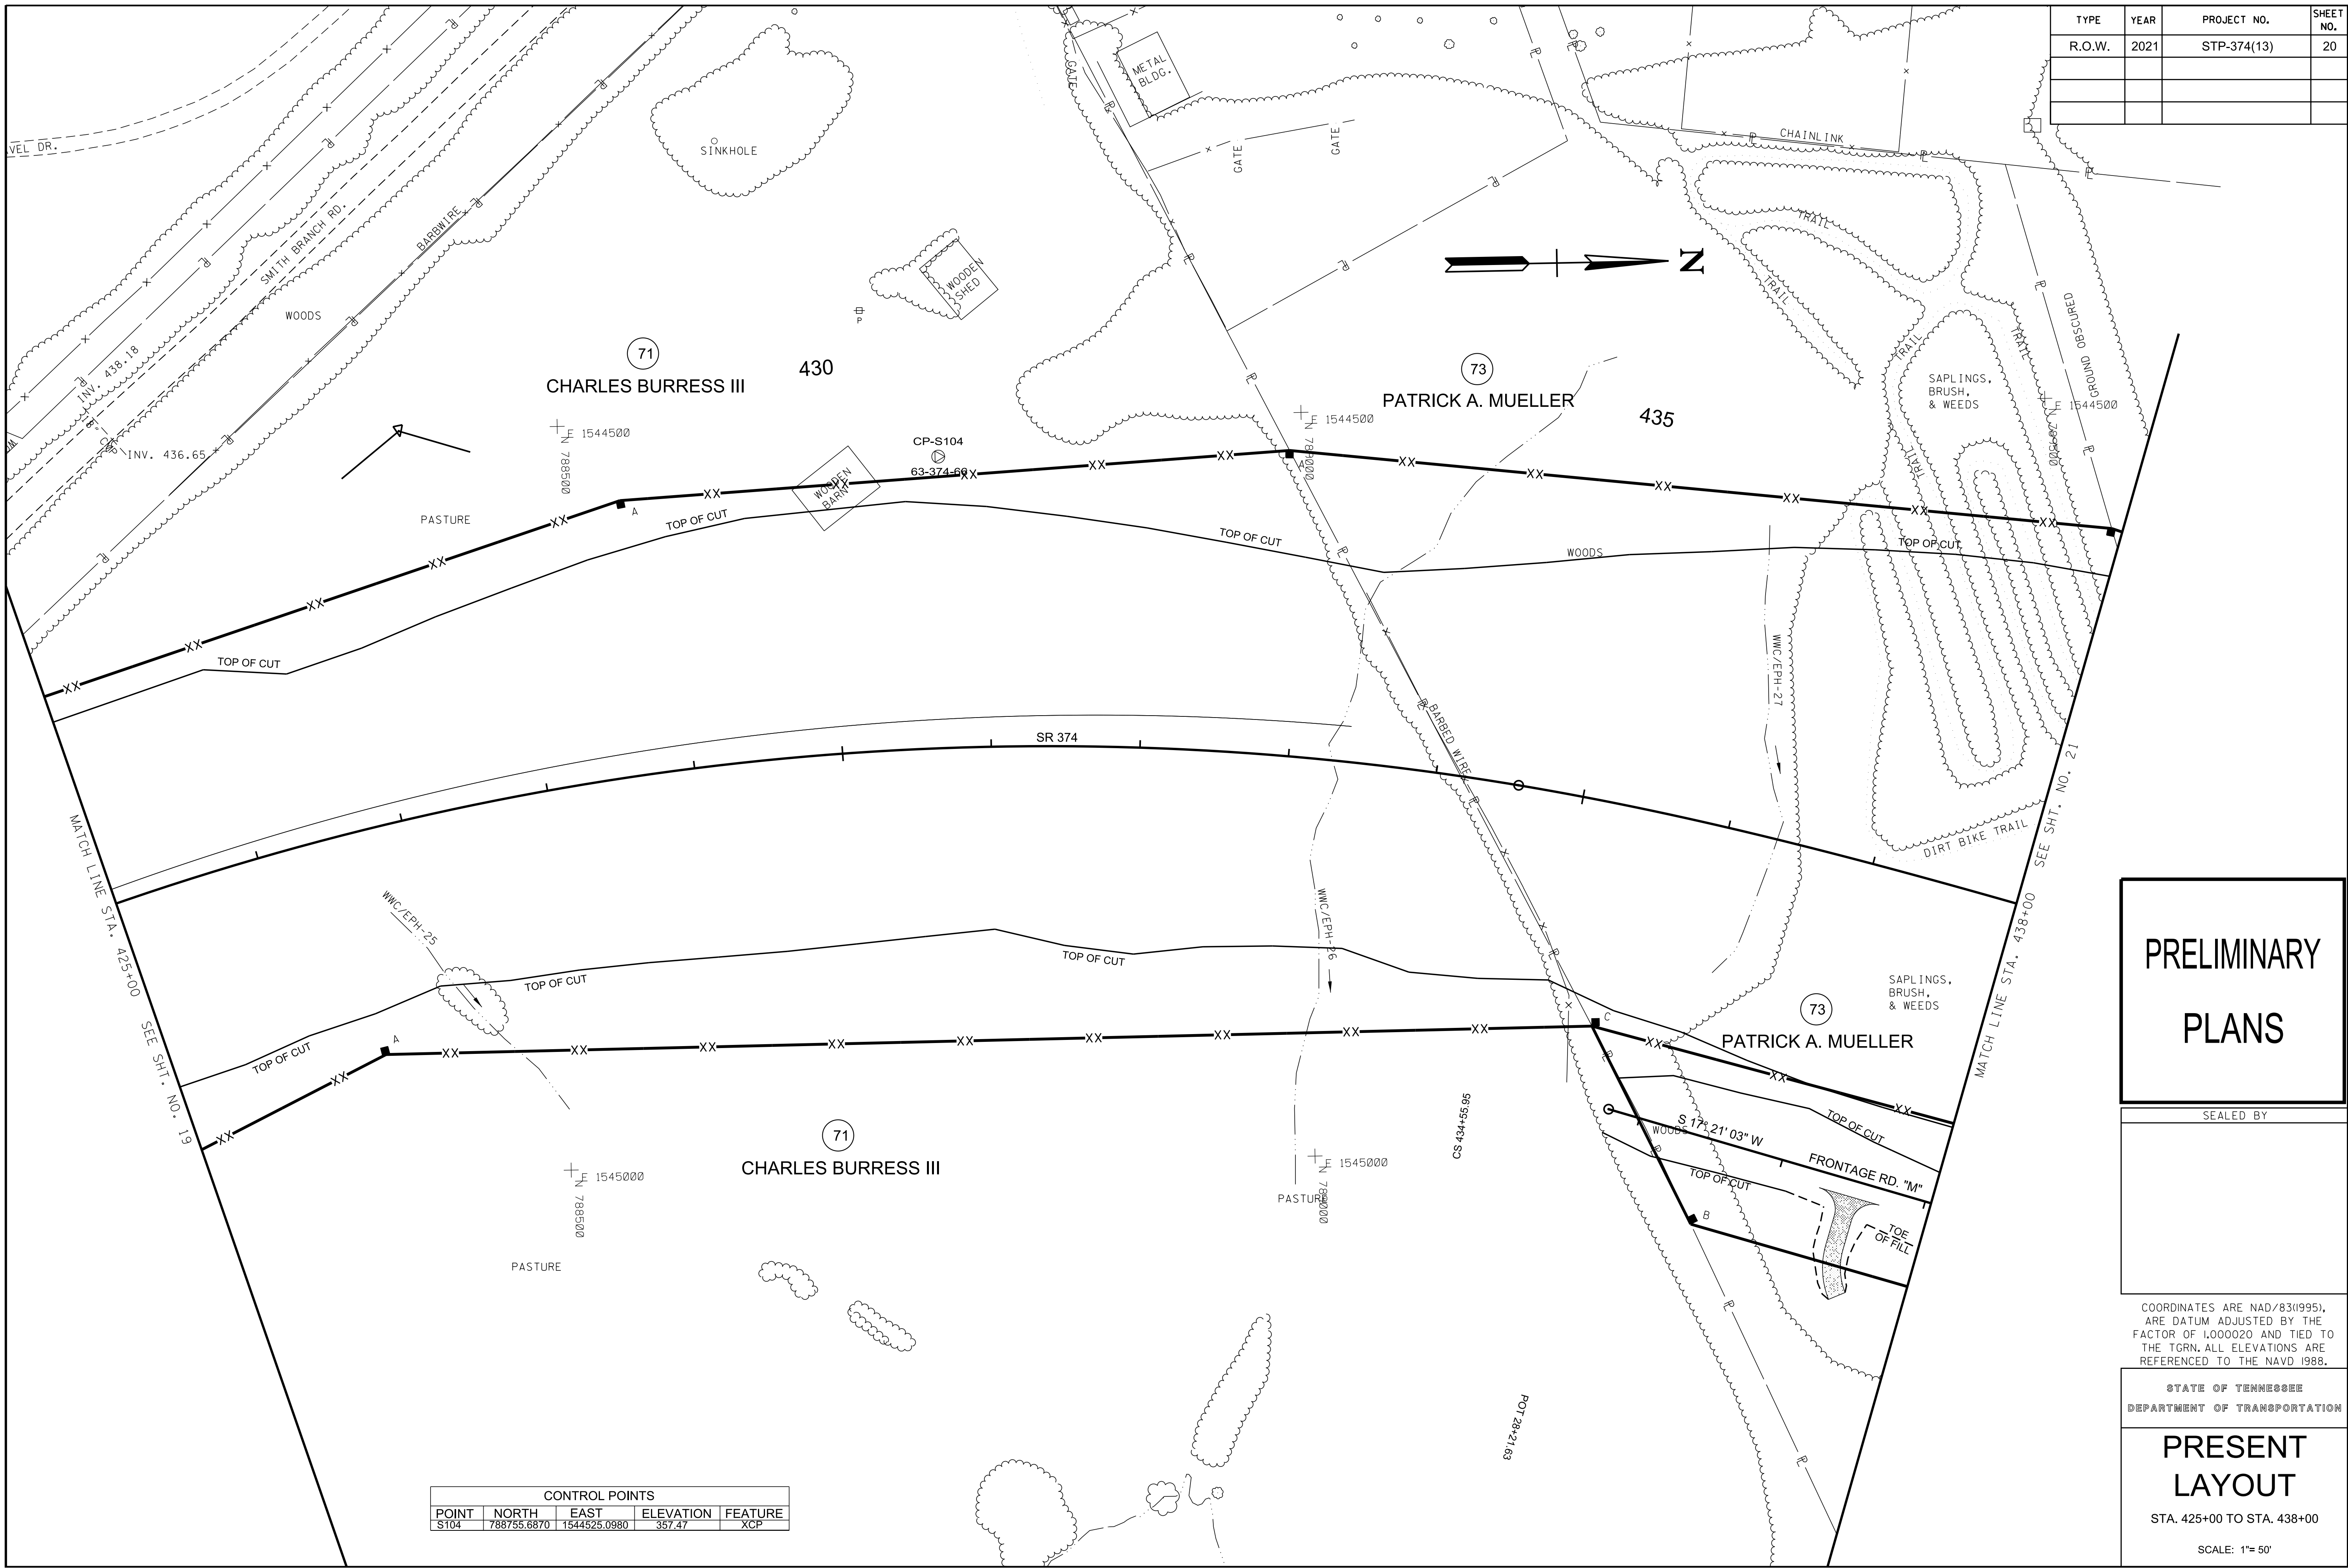 TYPE YEAR PROJECT NO. SHEET NO.
R.O.W. 2021 STP-374(13) 20
VEL DR.
SMITH BRANCH RD.
BARBWIRE
WOODS
INV. 438.18
18" CMP
INV. 436.65
SINKHOLE
GATE
METAL
BLDG.
GATE
GATE
CHAINLINK
WOODEN
SHED
P
N
TRAIL
TRAIL
TRAIL
TRAIL
TRAIL
GROUND OBSCURED
SAPLINGS,
BRUSH,
& WEEDS
71
CHARLES BURRESS III
430
73
PATRICK A. MUELLER
435
E 1544500
N 788500
E 1544500
N 789000
E 1544500
N 789500
CP-S104
63-374-60
WOODEN
BARN
PASTURE
A
A
TOP OF CUT
TOP OF CUT
TOP OF CUT
TOP OF CUT
WOODS
WWC/EPH-27
BARBED WIRE
SR 374
DIRT BIKE TRAIL
MATCH LINE STA. 425+00 SEE SHT. NO. 19
MATCH LINE STA. 438+00 SEE SHT. NO. 21
WWC/EPH-25
WWC/EPH-26
TOP OF CUT
TOP OF CUT
TOP OF CUT
A
C
B
SAPLINGS,
BRUSH,
& WEEDS
73
PATRICK A. MUELLER
71
CHARLES BURRESS III
CS 434+55.95
S 17° 21' 03" W
WOODS
TOP OF CUT
TOP OF CUT
FRONTAGE RD. "M"
TOE
OF FILL
E 1545000
N 788500
E 1545000
N 789000
PASTURE
PASTURE
POT 28+21.63
CONTROL POINTS
POINT NORTH EAST ELEVATION FEATURE
S104 788755.6870 1544525.0980 357.47 XCP
PRELIMINARY
PLANS
SEALED BY
COORDINATES ARE NAD/83(1995),
ARE DATUM ADJUSTED BY THE
FACTOR OF 1.000020 AND TIED TO
THE TGRN. ALL ELEVATIONS ARE
REFERENCED TO THE NAVD 1988.
STATE OF TENNESSEE
DEPARTMENT OF TRANSPORTATION
PRESENT
LAYOUT
STA. 425+00 TO STA. 438+00
SCALE: 1"= 50'